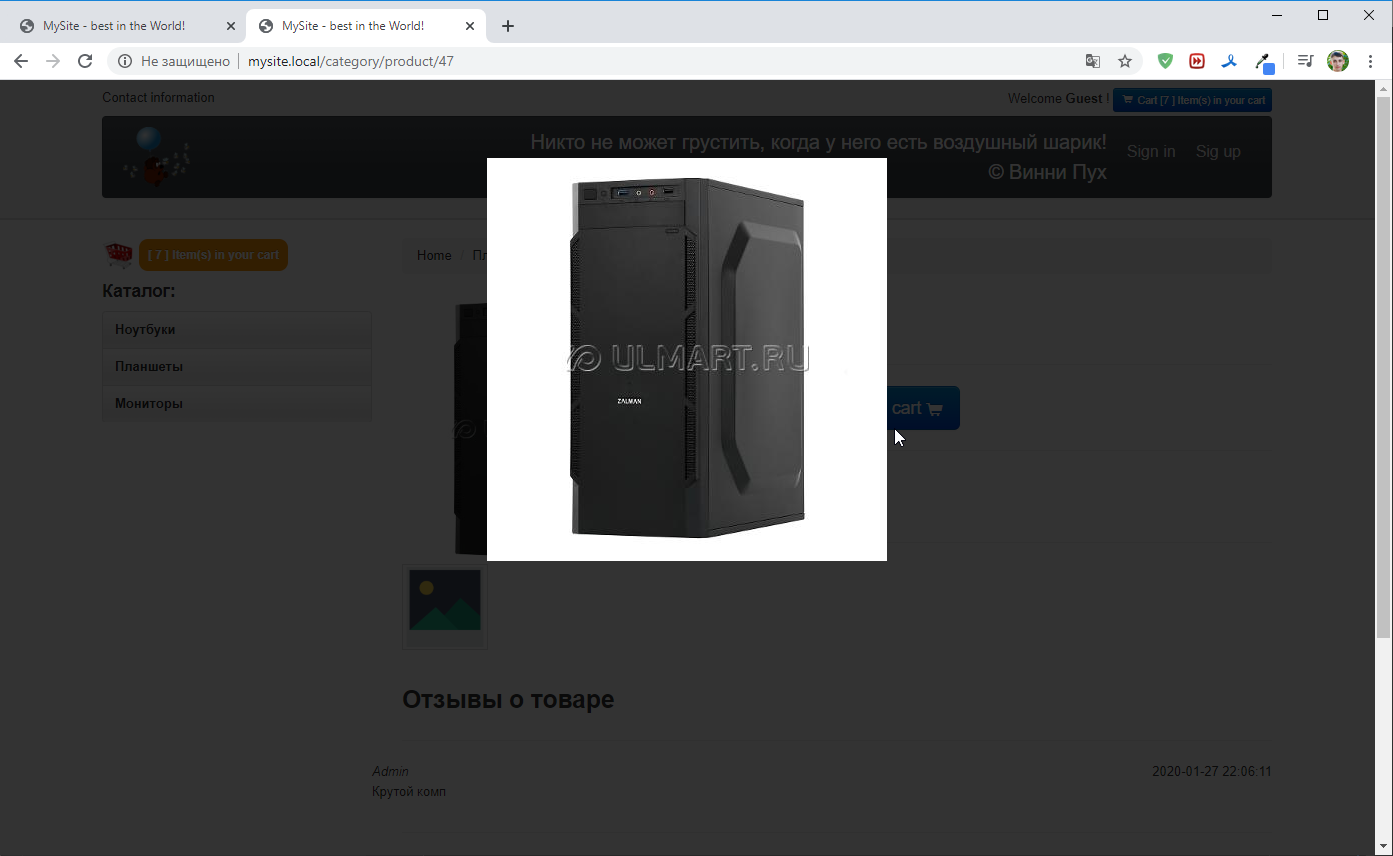 MySite - best in the World!
MySite - best in the World!
Не защищено
mysite.local/category/product/47
Contact information
Welcome Guest |
Cart [7 ] Item(s) in your cart
Никто не может грустить, когда у него есть воздушный шарик!
© Винни Пух
Sign in
Sig up
[ 7 ] Item(s) in your cart
Home /
Каталог:
Ноутбуки
Планшеты
Мониторы
ULMART.RU
ZALMAN
cart
Отзывы о товаре
Admin
2020-01-27 22:06:11
Крутой комп